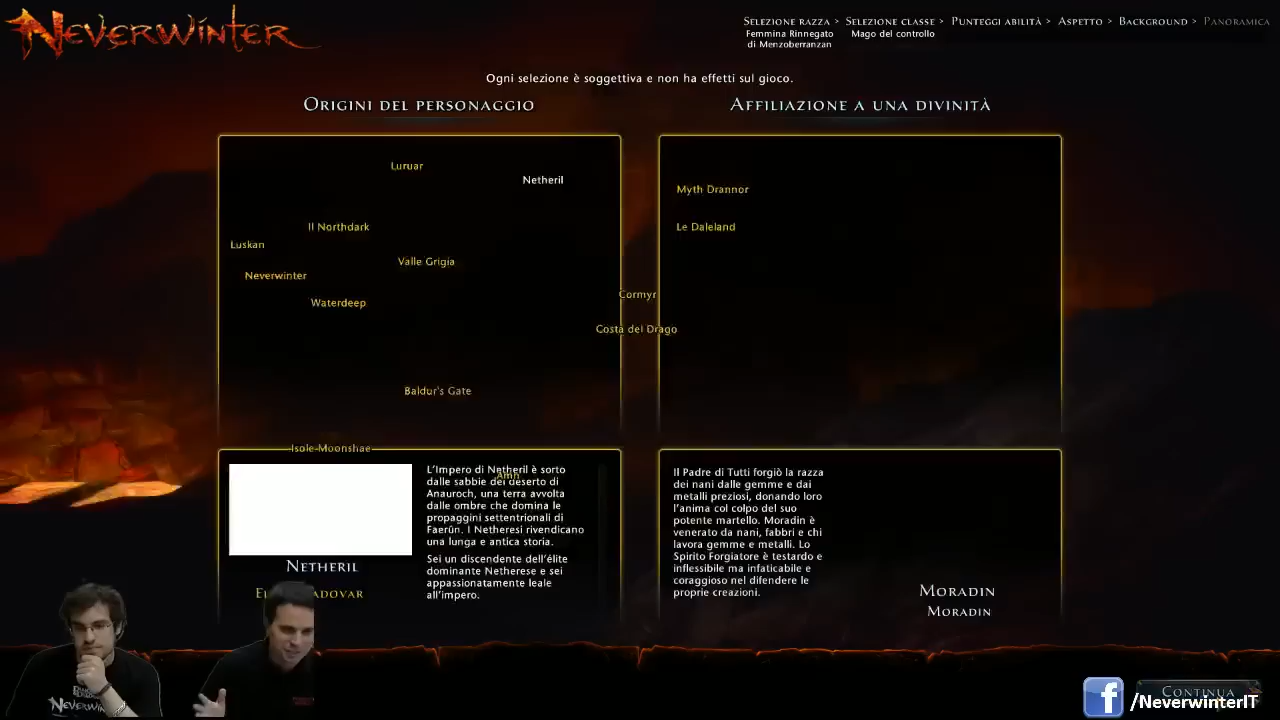 NEVERWINTER
SELEZIONE RAZZA > SELEZIONE CLASSE > PUNTEGGI ABILITÀ > ASPETTO > BACKGROUND > PANORAMICA
Femmina Rinnegato
di Menzoberranzan
Mago del controllo
Ogni selezione è soggettiva e non ha effetti sul gioco.
ORIGINI DEL PERSONAGGIO
Luruar
Netheril
Il Northdark
Luskan
Valle Grigia
Neverwinter
Waterdeep
Cormyr
Costa del Drago
Baldur's Gate
Isole Moonshae
Amn
L'Impero di Netheril è sorto
dalle sabbie del deserto di
Anauroch, una terra avvolta
dalle ombre che domina le
propaggini settentrionali di
Faerûn. I Netheresi rivendicano
una lunga e antica storia.
Sei un discendente dell'élite
dominante Netherese e sei
appassionatamente leale
all'impero.
NETHERIL
AFFILIAZIONE A UNA DIVINITÀ
Myth Drannor
Le Daleland
Il Padre di Tutti forgiò la razza
dei nani dalle gemme e dai
metalli preziosi, donando loro
l'anima col colpo del suo
potente martello. Moradin è
venerato da nani, fabbri e chi
lavora gemme e metalli. Lo
Spirito Forgiatore è testardo e
inflessibile ma infaticabile e
coraggioso nel difendere le
proprie creazioni.
MORADIN
MORADIN
CONTINUA
f /NeverwinterIT